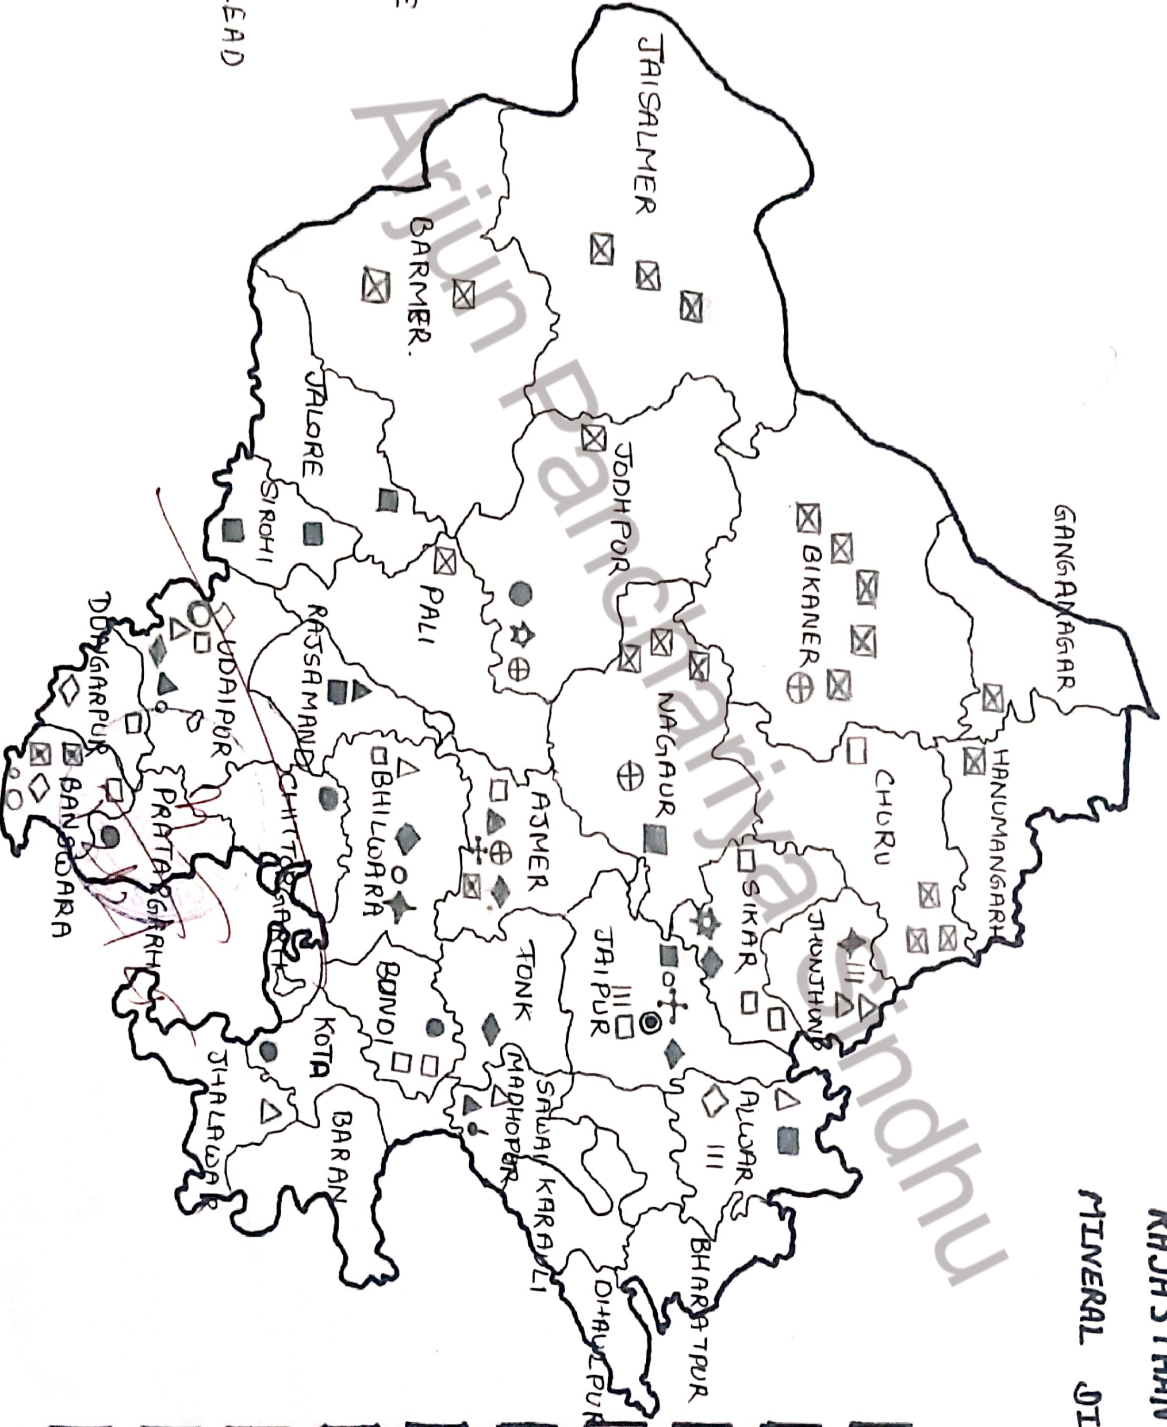 RAJASTHAN
MINERAL DI
GANGANAGAR
HANUMANGARH
BIKANER
CHURU
JHUNJHUNU
SIKAR
JAISALMER
JODHPUR
NAGAUR
JAIPUR
ALWAR
BHARATPUR
DHAULPUR
KARAULI
SAWAI
MADHOPUR
TONK
AJMER
BARMER.
PALI
JALORE
SIROHI
RAJSAMAND
BHILWARA
BUNDI
KOTA
BARAN
JHALAWAR
CHITTORGARH
UDAIPUR
PRATAPGARH
DUNGARPUR
BANSWARA
EAD
E
Arjun Panchariya Sindhu